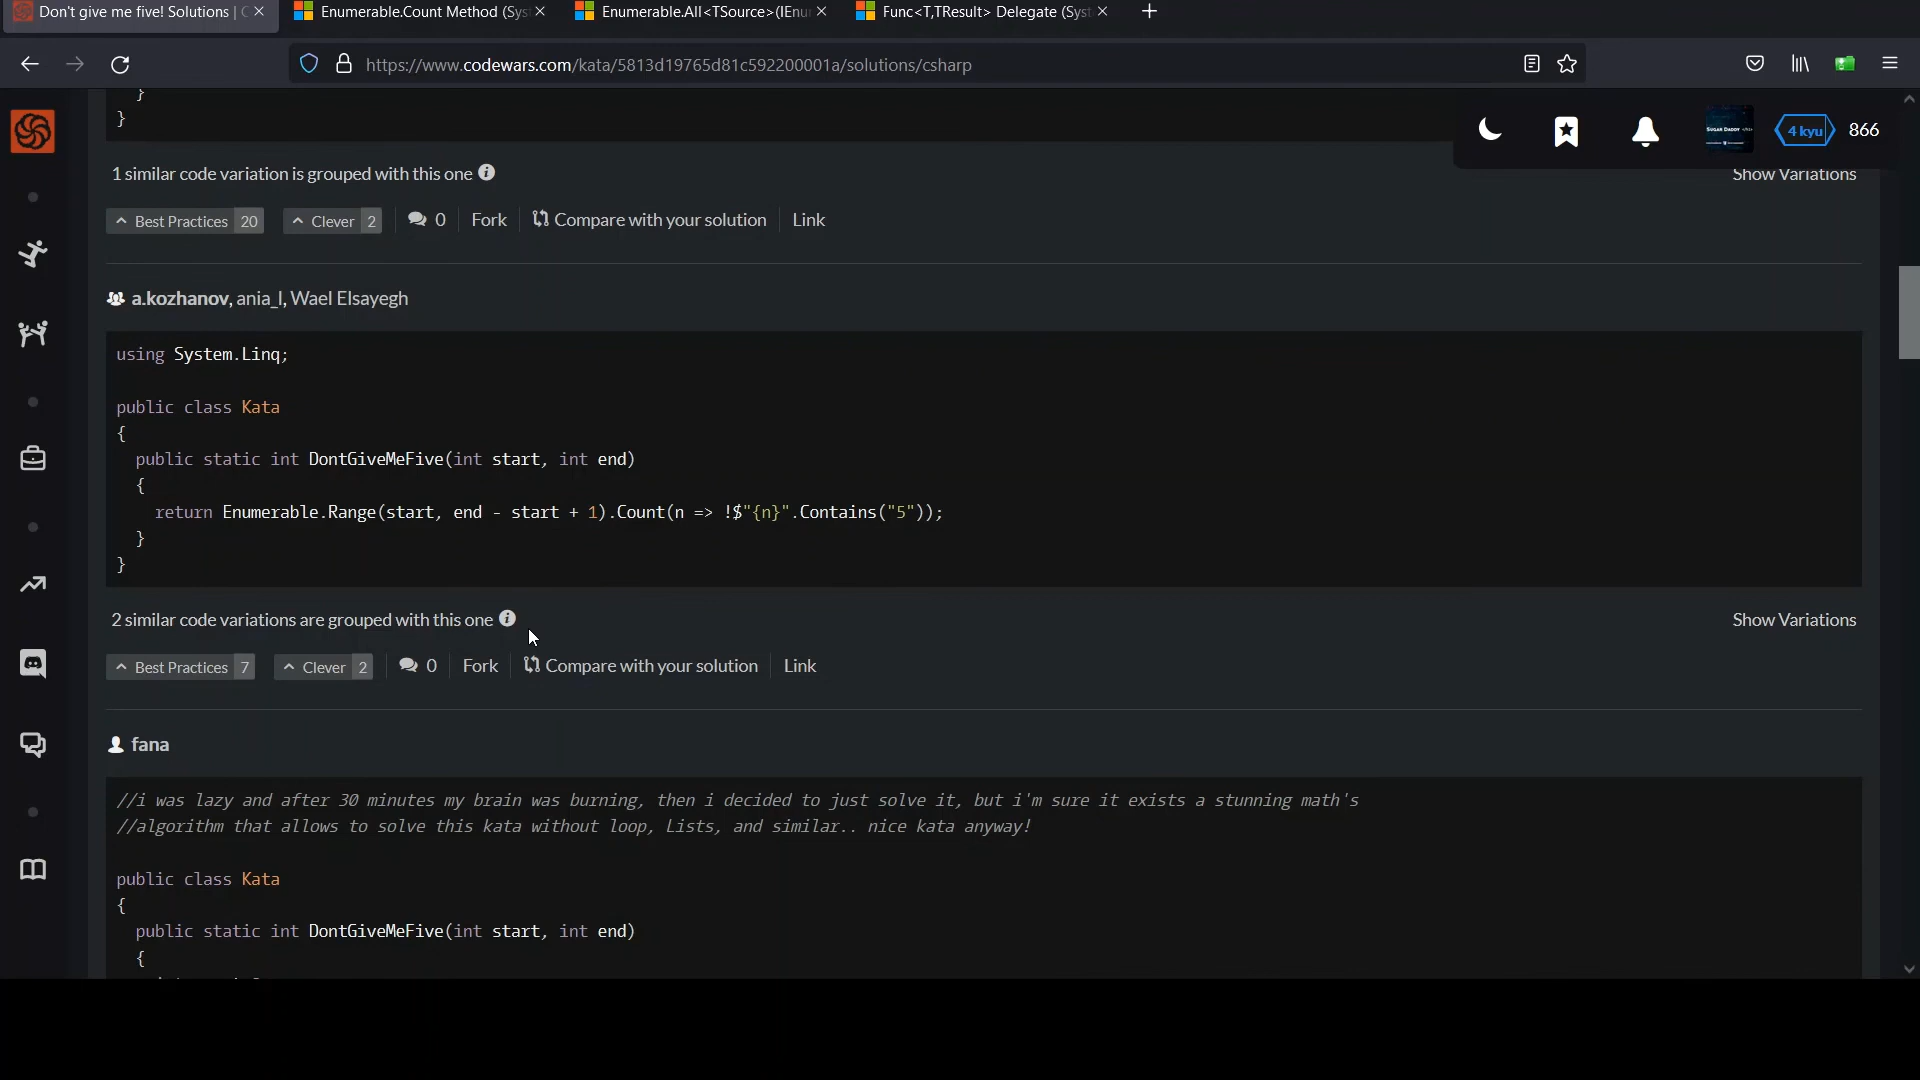 Don't give me five! Solutions | C
Enumerable.Count Method (Sys
Enumerable.All<TSource>(IEnu
Func<T,TResult> Delegate (Syst
https://www.codewars.com/kata/5813d19765d81c592200001a/solutions/csharp
}
}
SUGAR DADDY
4 kyu
866
1 similar code variation is grouped with this one
Show Variations
Best Practices 20 Clever 2 0 Fork Compare with your solution Link
a.kozhanov, ania_l, Wael Elsayegh
using System.Linq;
public class Kata
{
public static int DontGiveMeFive(int start, int end)
{
return Enumerable.Range(start, end - start + 1).Count(n => !$"{n}".Contains("5"));
}
}
2 similar code variations are grouped with this one
Show Variations
Best Practices 7 Clever 2 0 Fork Compare with your solution Link
fana
//i was lazy and after 30 minutes my brain was burning, then i decided to just solve it, but i'm sure it exists a stunning math's
//algorithm that allows to solve this kata without loop, Lists, and similar.. nice kata anyway!
public class Kata
{
public static int DontGiveMeFive(int start, int end)
{